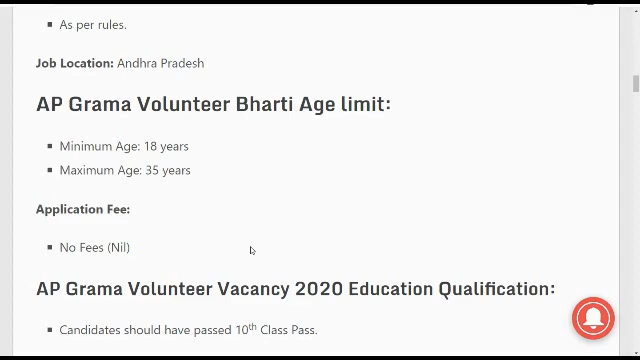 As per rules.
Job Location: Andhra Pradesh
AP Grama Volunteer Bharti Age limit:
Minimum Age: 18 years
Maximum Age: 35 years
Application Fee:
No Fees (Nil)
AP Grama Volunteer Vacancy 2020 Education Qualification:
Candidates should have passed 10th Class Pass.